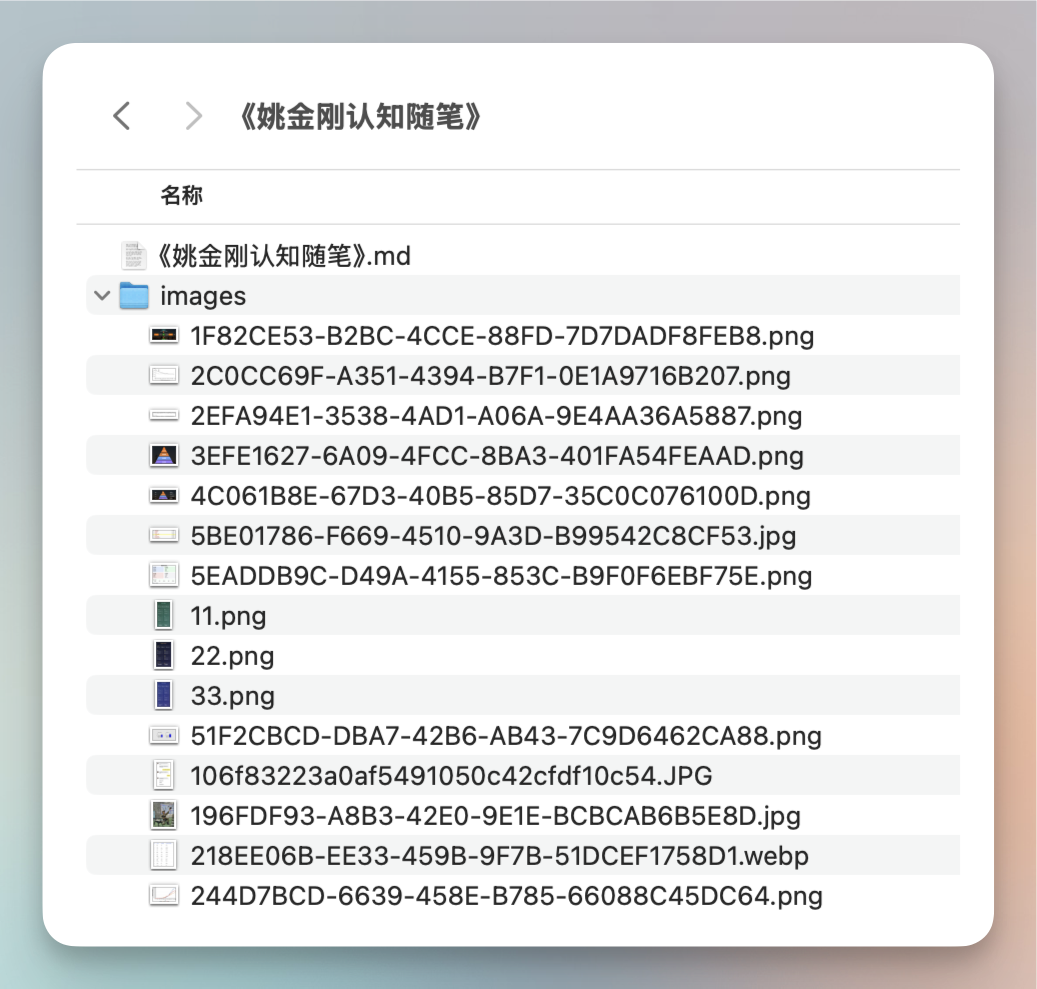 《姚金刚认知随笔》
名称
《姚金刚认知随笔》.md
images
1F82CE53-B2BC-4CCE-88FD-7D7DADF8FEB8.png
2C0CC69F-A351-4394-B7F1-0E1A9716B207.png
2EFA94E1-3538-4AD1-A06A-9E4AA36A5887.png
3EFE1627-6A09-4FCC-8BA3-401FA54FEAAD.png
4C061B8E-67D3-40B5-85D7-35C0C076100D.png
5BE01786-F669-4510-9A3D-B99542C8CF53.jpg
5EADDB9C-D49A-4155-853C-B9F0F6EBF75E.png
11.png
22.png
33.png
51F2CBCD-DBA7-42B6-AB43-7C9D6462CA88.png
106f83223a0af5491050c42cfdf10c54.JPG
196FDF93-A8B3-42E0-9E1E-BCBCAB6B5E8D.jpg
218EE06B-EE33-459B-9F7B-51DCEF1758D1.webp
244D7BCD-6639-458E-B785-66088C45DC64.png